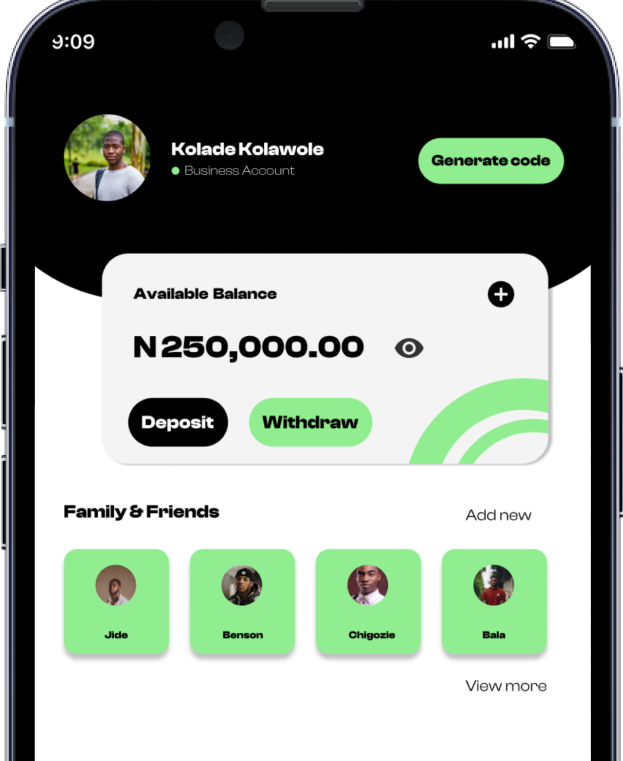 9:09
Kolade Kolawole
Business Account
Generate code
Available Balance
N250,000.00
Deposit
Withdraw
Family & Friends
Add new
Jide
Benson
Chigozie
Bala
View more